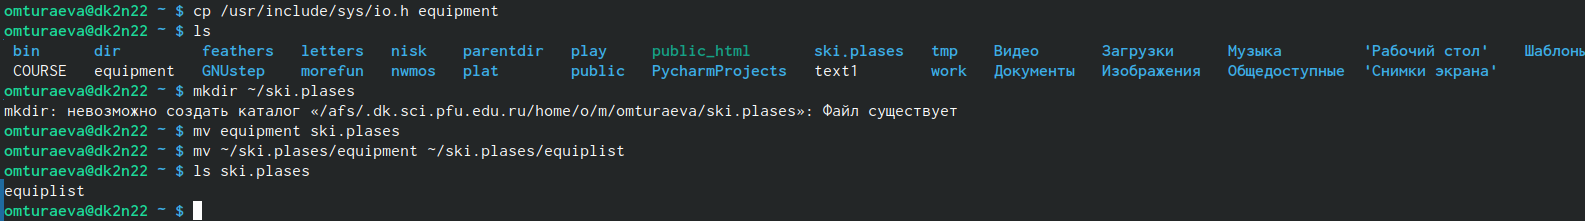 omturaeva@dk2n22 ~ $ cp /usr/include/sys/io.h equipment
omturaeva@dk2n22 ~ $ ls
bin dir feathers letters nisk parentdir play public_html ski.plases tmp Видео Загрузки Музыка 'Рабочий стол' Шаблоны
COURSE equipment GNUstep morefun nwmos plat public PycharmProjects text1 work Документы Изображения Общедоступные 'Снимки экрана'
omturaeva@dk2n22 ~ $ mkdir ~/ski.plases
mkdir: невозможно создать каталог «/afs/.dk.sci.pfu.edu.ru/home/o/m/omturaeva/ski.plases»: Файл существует
omturaeva@dk2n22 ~ $ mv equipment ski.plases
omturaeva@dk2n22 ~ $ mv ~/ski.plases/equipment ~/ski.plases/equiplist
omturaeva@dk2n22 ~ $ ls ski.plases
equiplist
omturaeva@dk2n22 ~ $